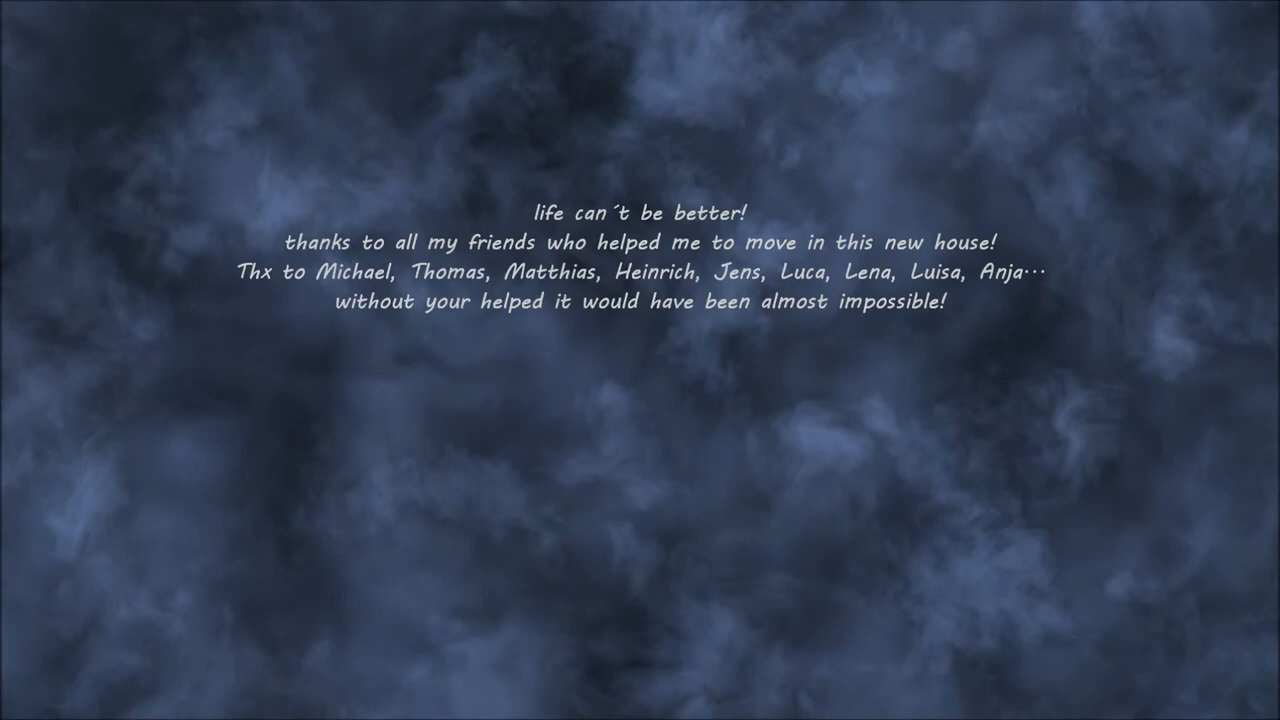 life can´t be better!
thanks to all my friends who helped me to move in this new house!
Thx to Michael, Thomas, Matthias, Heinrich, Jens, Luca, Lena, Luisa, Anja…
without your helped it would have been almost impossible!